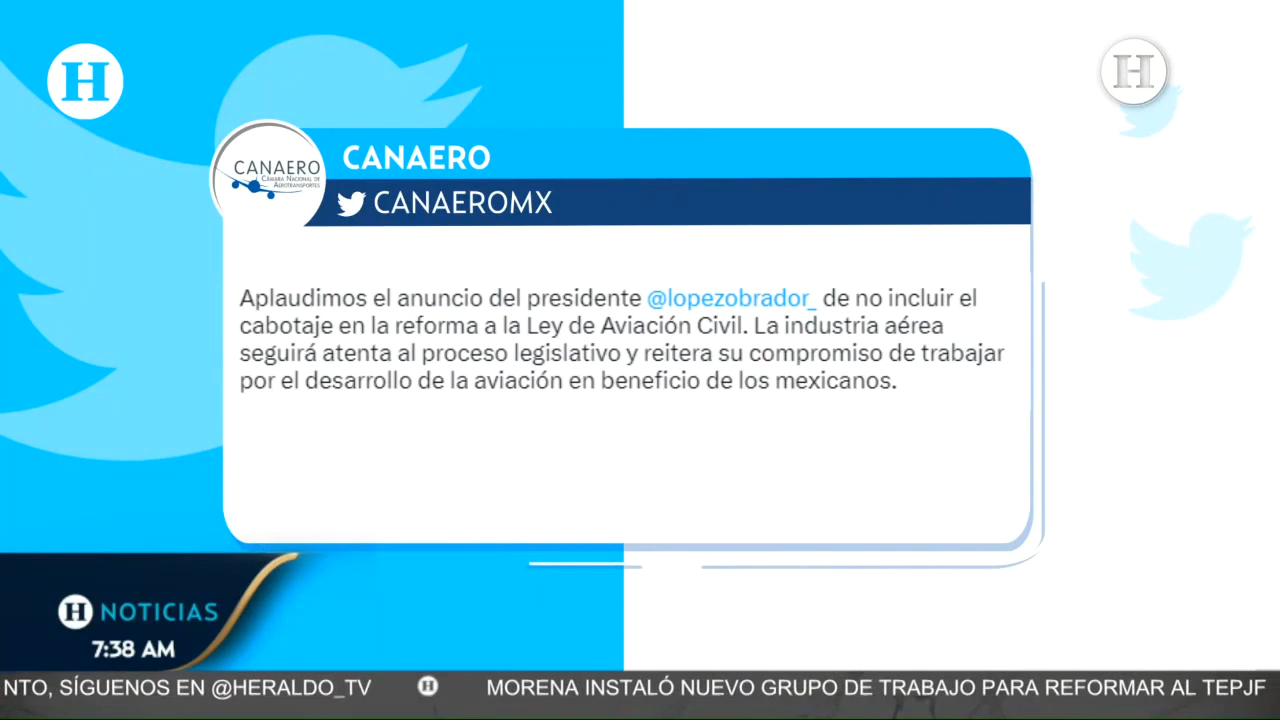 H
H
CANAERO
CÁMARA NACIONAL DE
AEROTRANSPORTES
CANAERO
CANAEROMX
Aplaudimos el anuncio del presidente @lopezobrador_ de no incluir el
cabotaje en la reforma a la Ley de Aviación Civil. La industria aérea
seguirá atenta al proceso legislativo y reitera su compromiso de trabajar
por el desarrollo de la aviación en beneficio de los mexicanos.
H NOTICIAS
7:38 AM
NTO, SÍGUENOS EN @HERALDO_TV H MORENA INSTALÓ NUEVO GRUPO DE TRABAJO PARA REFORMAR AL TEPJF